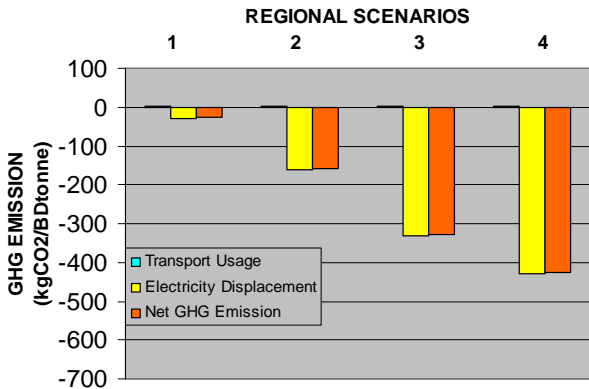 REGIONAL SCENARIOS
1 2 3 4
100
0
-100
-200
-300
-400
-500
-600
-700
GHG EMISSION
(kgCO2/BDtonne)
Transport Usage
Electricity Displacement
Net GHG Emission